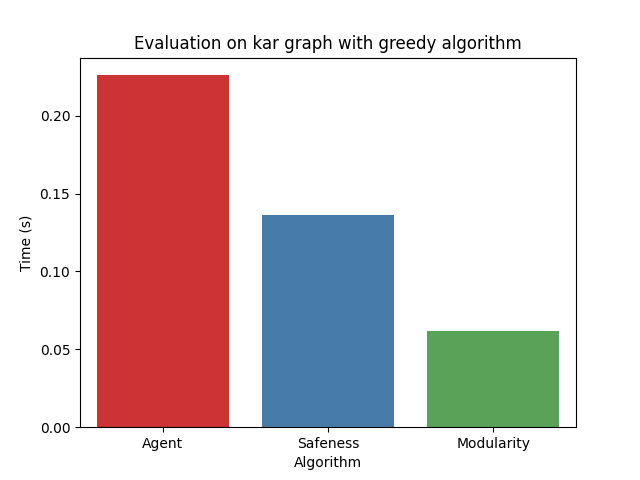 Evaluation on kar graph with greedy algorithm
0.20
0.15
0.10
0.05
0.00
Time (s)
Agent
Safeness
Modularity
Algorithm